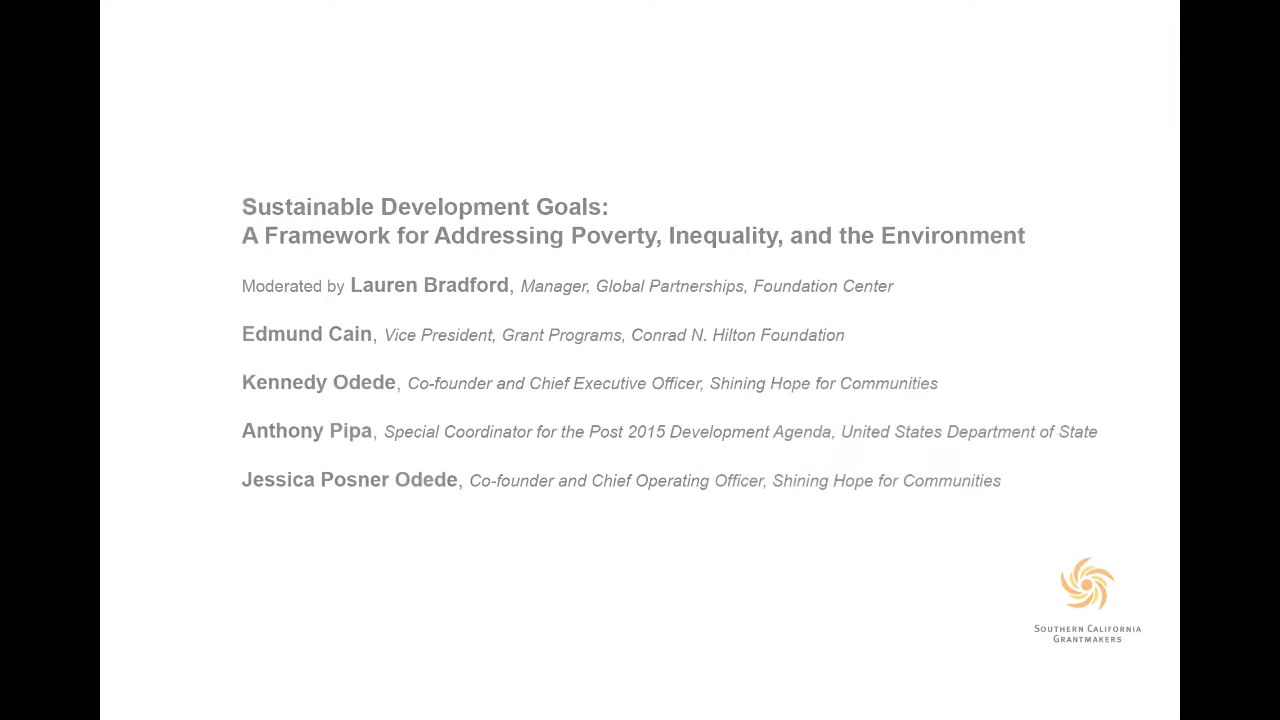 Sustainable Development Goals:
A Framework for Addressing Poverty, Inequality, and the Environment
Moderated by Lauren Bradford, Manager, Global Partnerships, Foundation Center
Edmund Cain, Vice President, Grant Programs, Conrad N. Hilton Foundation
Kennedy Odede, Co-founder and Chief Executive Officer, Shining Hope for Communities
Anthony Pipa, Special Coordinator for the Post 2015 Development Agenda, United States Department of State
Jessica Posner Odede, Co-founder and Chief Operating Officer, Shining Hope for Communities
SOUTHERN CALIFORNIA
GRANTMAKERS